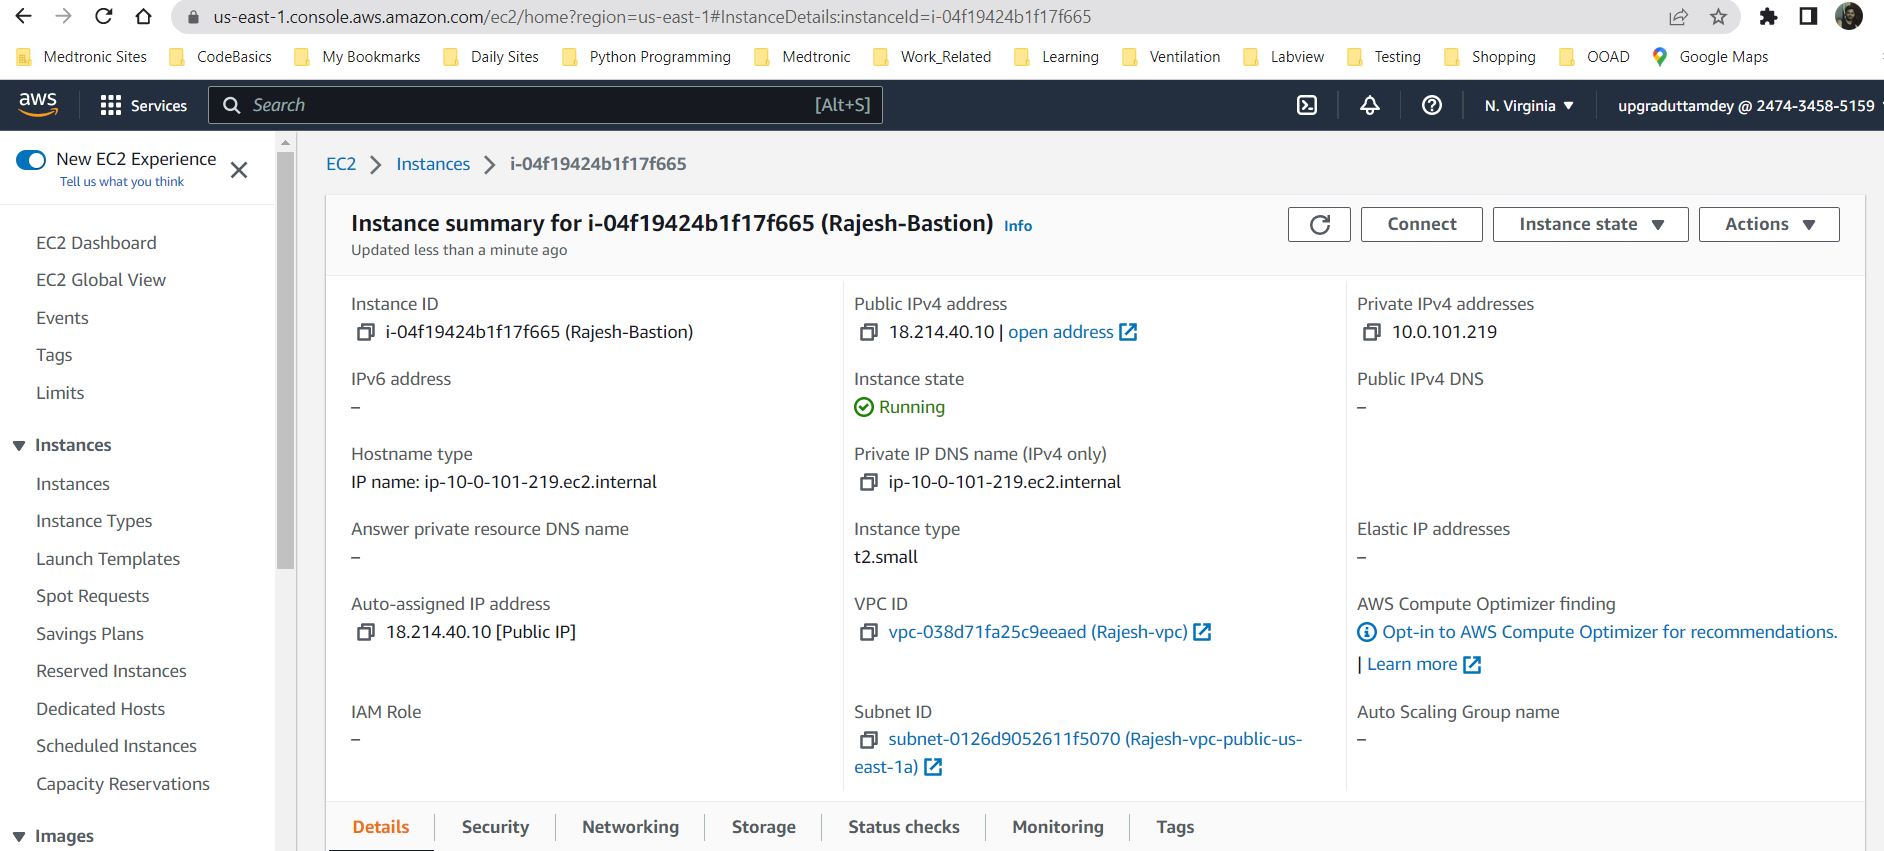 us-east-1.console.aws.amazon.com/ec2/home?region=us-east-1#InstanceDetails:instanceId=i-04f19424b1f17f665
Medtronic Sites CodeBasics My Bookmarks Daily Sites Python Programming Medtronic Work_Related Learning Ventilation Labview Testing Shopping OOAD Google Maps
aws Services Search [Alt+S] N. Virginia upgraduttamdey @ 2474-3458-5159
New EC2 Experience
Tell us what you think
EC2 Dashboard
EC2 Global View
Events
Tags
Limits
Instances
Instances
Instance Types
Launch Templates
Spot Requests
Savings Plans
Reserved Instances
Dedicated Hosts
Scheduled Instances
Capacity Reservations
Images
EC2 Instances i-04f19424b1f17f665
Instance summary for i-04f19424b1f17f665 (Rajesh-Bastion) Info
Updated less than a minute ago
Connect Instance state Actions
Instance ID
i-04f19424b1f17f665 (Rajesh-Bastion)
Public IPv4 address
18.214.40.10 | open address
Private IPv4 addresses
10.0.101.219
IPv6 address
–
Instance state
Running
Public IPv4 DNS
–
Hostname type
IP name: ip-10-0-101-219.ec2.internal
Private IP DNS name (IPv4 only)
ip-10-0-101-219.ec2.internal
Answer private resource DNS name
–
Instance type
t2.small
Elastic IP addresses
–
Auto-assigned IP address
18.214.40.10 [Public IP]
VPC ID
vpc-038d71fa25c9eeaed (Rajesh-vpc)
AWS Compute Optimizer finding
Opt-in to AWS Compute Optimizer for recommendations.
| Learn more
IAM Role
–
Subnet ID
subnet-0126d9052611f5070 (Rajesh-vpc-public-us-
east-1a)
Auto Scaling Group name
–
Details Security Networking Storage Status checks Monitoring Tags